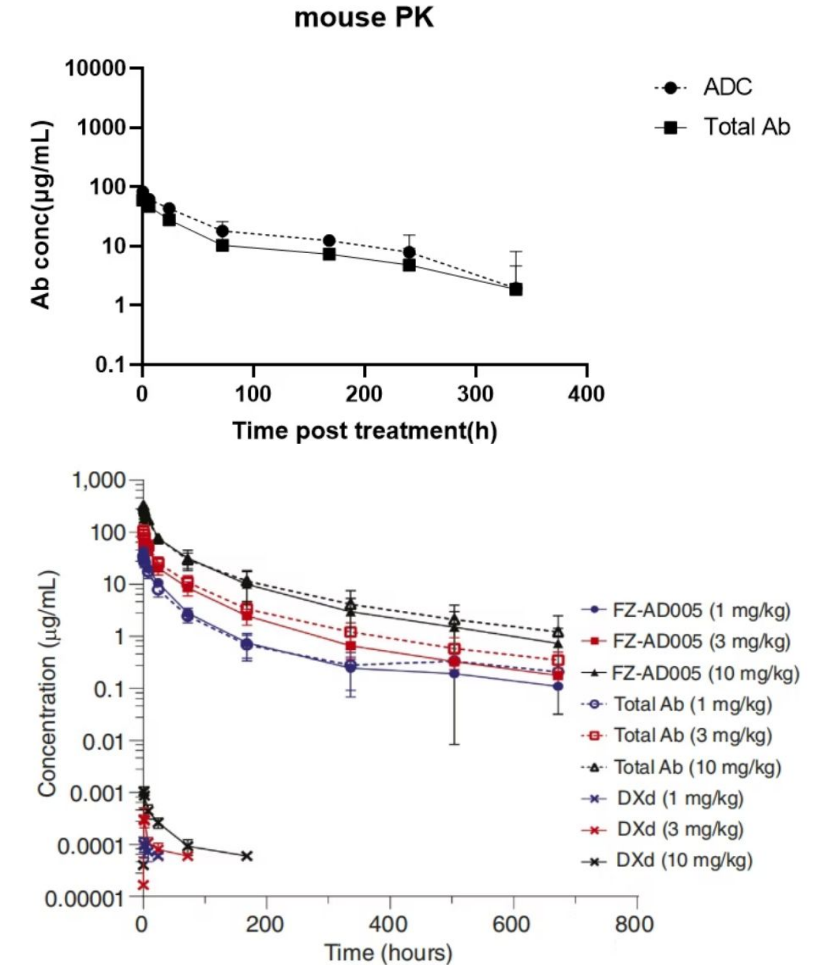 mouse PK
10000
1000
100
10
1
0.1
Ab conc(μg/mL)
0
100
200
300
400
Time post treatment(h)
ADC
Total Ab
1,000
100
10
1
0.1
0.01
0.001
0.0001
0.00001
Concentration (μg/mL)
0
200
400
600
800
Time (hours)
FZ-AD005 (1 mg/kg)
FZ-AD005 (3 mg/kg)
FZ-AD005 (10 mg/kg)
Total Ab (1 mg/kg)
Total Ab (3 mg/kg)
Total Ab (10 mg/kg)
DXd (1 mg/kg)
DXd (3 mg/kg)
DXd (10 mg/kg)